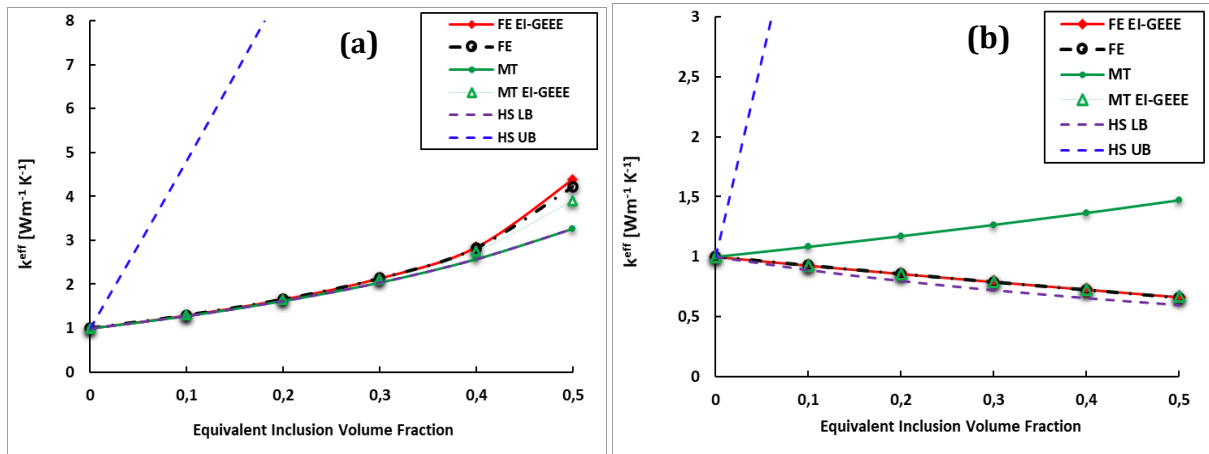 (a)
FE EI-GEEE
FE
MT
MT EI-GEEE
HS LB
HS UB
8
7
6
5
4
3
2
1
0
k^eff [Wm⁻¹ K⁻¹]
0 0,1 0,2 0,3 0,4 0,5
Equivalent Inclusion Volume Fraction
(b)
FE EI-GEEE
FE
MT
MT EI-GEEE
HS LB
HS UB
3
2,5
2
1,5
1
0,5
0
k^eff [Wm⁻¹ K⁻¹]
0 0,1 0,2 0,3 0,4 0,5
Equivalent Inclusion Volume Fraction